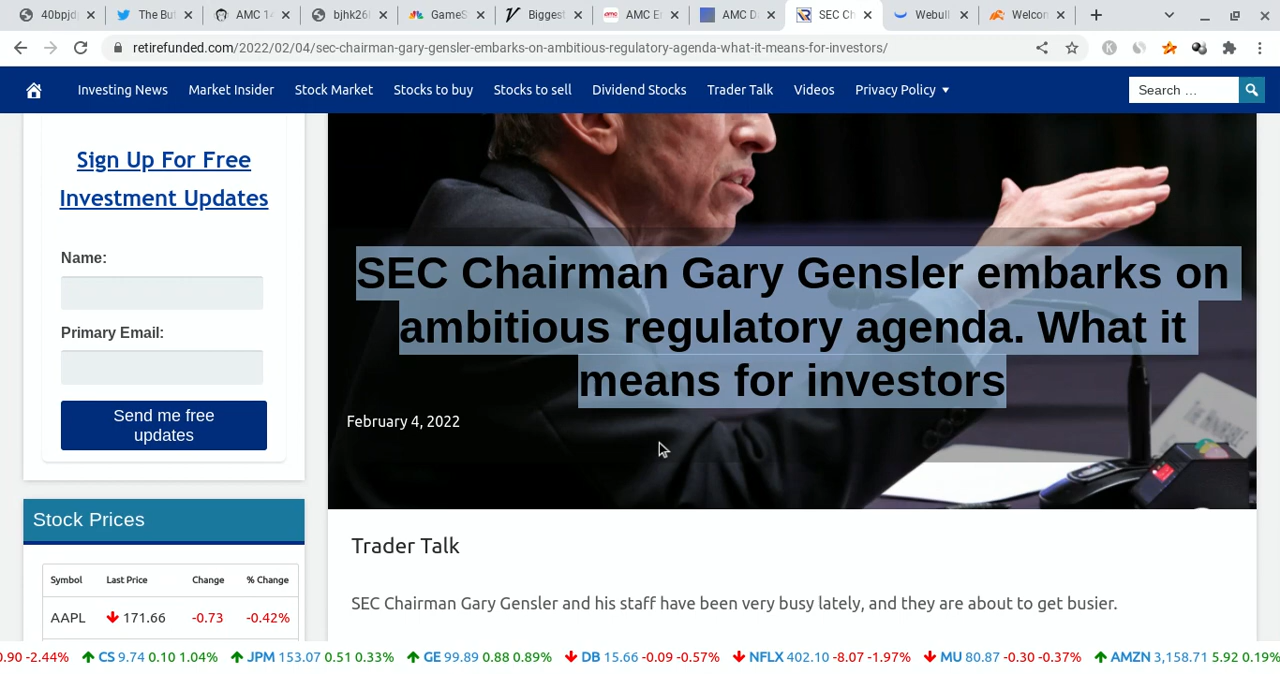 40bpjdj
The But
AMC 14
bjhk26l
GameS
Biggest
AMC En
AMC Da
SEC Ch
Webull
Welcom
retirefunded.com/2022/02/04/sec-chairman-gary-gensler-embarks-on-ambitious-regulatory-agenda-what-it-means-for-investors/
Investing News Market Insider Stock Market Stocks to buy Stocks to sell Dividend Stocks Trader Talk Videos Privacy Policy
Search ...
Sign Up For Free
Investment Updates
Name:
Primary Email:
Send me free
updates
SEC Chairman Gary Gensler embarks on
ambitious regulatory agenda. What it
means for investors
February 4, 2022
Stock Prices
Symbol Last Price Change % Change
AAPL 171.66 -0.73 -0.42%
Trader Talk
SEC Chairman Gary Gensler and his staff have been very busy lately, and they are about to get busier.
0.90 -2.44% CS 9.74 0.10 1.04% JPM 153.07 0.51 0.33% GE 99.89 0.88 0.89% DB 15.66 -0.09 -0.57% NFLX 402.10 -8.07 -1.97% MU 80.87 -0.30 -0.37% AMZN 3,158.71 5.92 0.19%